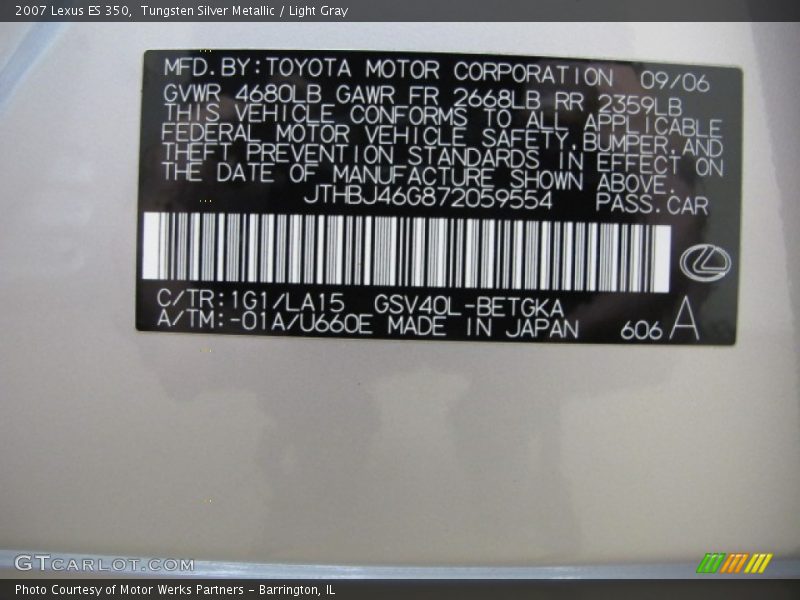 2007 Lexus ES 350,  Tungsten Silver Metallic / Light Gray
MFD.BY:TOYOTA MOTOR CORPORATION 09/06
GVWR 4680LB GAWR FR 2668LB RR 2359LB
THIS VEHICLE CONFORMS TO ALL APPLICABLE
FEDERAL MOTOR VEHICLE SAFETY,BUMPER,AND
THEFT PREVENTION STANDARDS IN EFFECT ON
THE DATE OF MANUFACTURE SHOWN ABOVE.
JTHBJ46G872059554 PASS.CAR
C/TR:1G1/LA15 GSV40L-BETGKA
A/TM:-01A/U660E MADE IN JAPAN 606 A
GTCARLOT.COM
Photo Courtesy of Motor Werks Partners - Barrington, IL